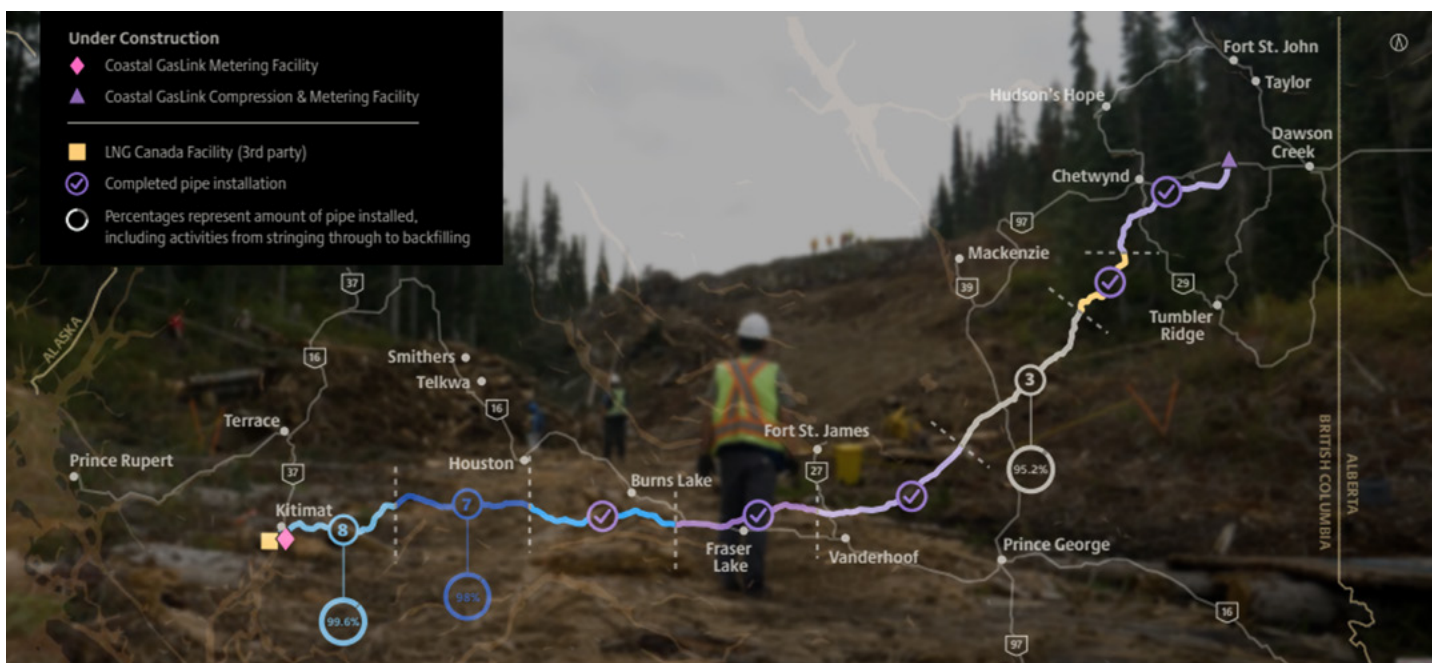 Under Construction
Coastal GasLink Metering Facility
Coastal GasLink Compression & Metering Facility
LNG Canada Facility (3rd party)
Completed pipe installation
Percentages represent amount of pipe installed,
including activities from stringing through to backfilling
Fort St. John
Taylor
Hudson's Hope
Dawson
Creek
Chetwynd
97
Mackenzie
39
29
Tumbler
Ridge
37
ALASKA
16
Smithers
Telkwa
16
3
Terrace
Fort St. James
BRITISH COLUMBIA
ALBERTA
Prince Rupert
37
Houston
27
95.2%
Burns Lake
Kitimat
8
7
Fraser
Lake
Vanderhoof
Prince George
98%
99.6%
16
97